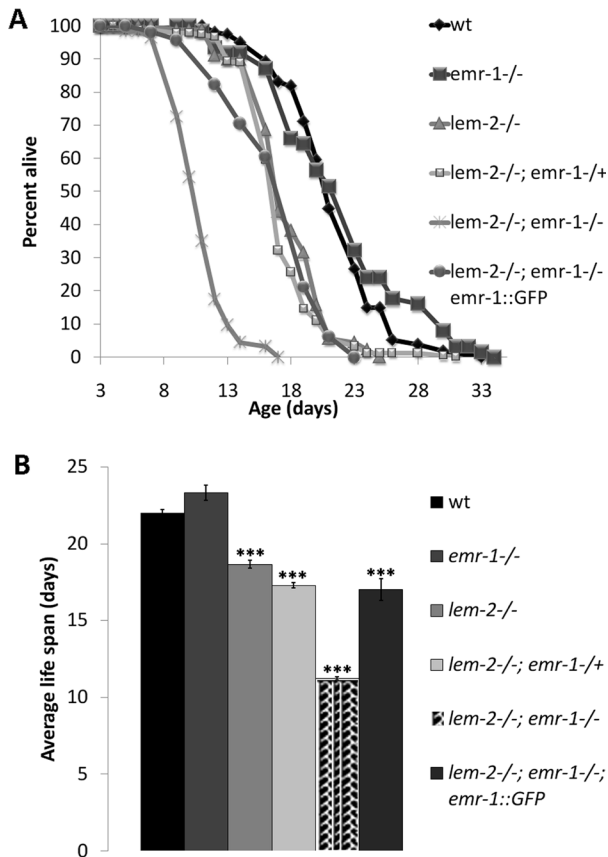 A
100
90
80
70
60
50
40
30
20
10
0
Percent alive
3
8
13
18
23
28
33
Age (days)
wt
emr-1-/-
lem-2-/-
lem-2-/-; emr-1-/+
lem-2-/-; emr-1-/-
lem-2-/-; emr-1-/-
emr-1::GFP
B
25
20
15
10
5
0
Average life span (days)
***
***
***
***
wt
emr-1-/-
lem-2-/-
lem-2-/-; emr-1-/+
lem-2-/-; emr-1-/-
lem-2-/-; emr-1-/-;
emr-1::GFP